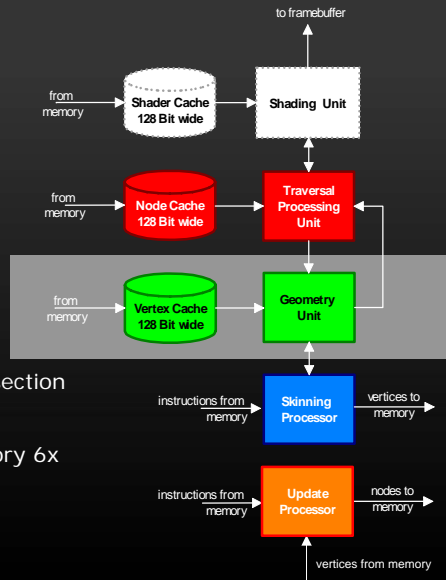 to framebuffer
from
memory
Shader Cache
128 Bit wide
Shading Unit
from
memory
Node Cache
128 Bit wide
Traversal
Processing
Unit
from
memory
Vertex Cache
128 Bit wide
Geometry
Unit
section
instructions from
memory
Skinning
Processor
vertices to
memory
ory 6x
instructions from
memory
Update
Processor
nodes to
memory
vertices from memory